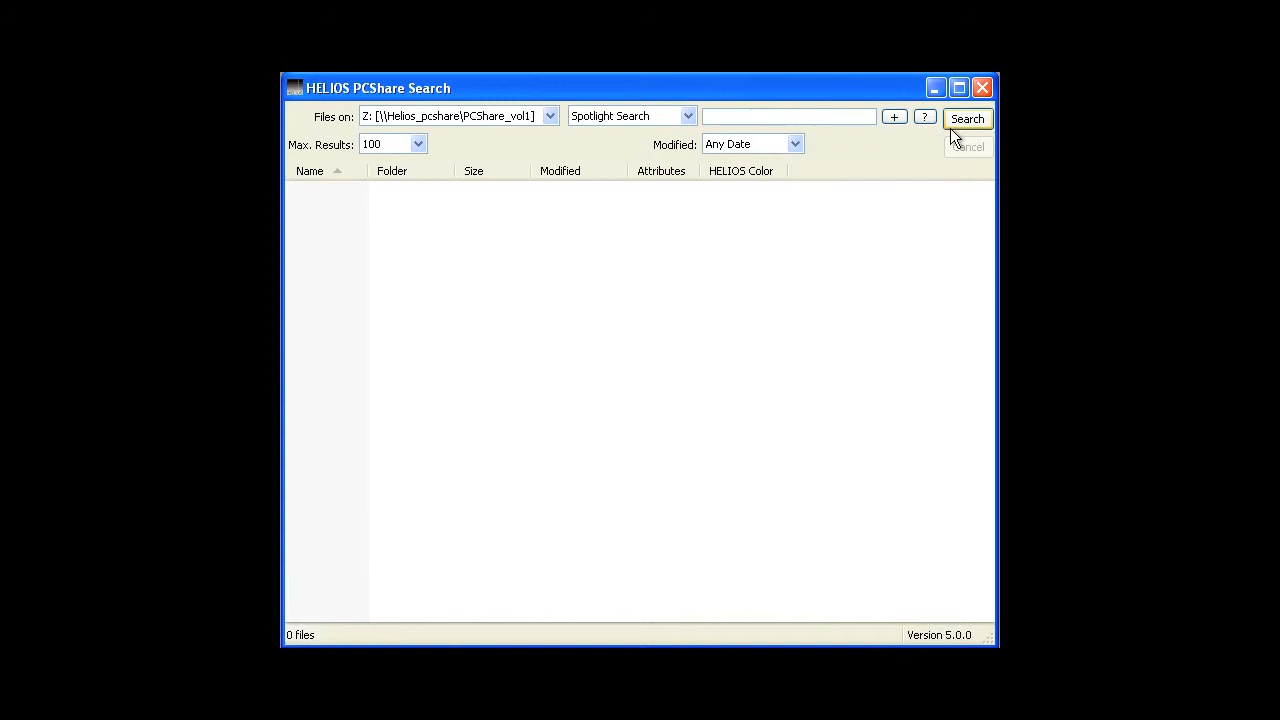 HELIOS PCShare Search
Files on: Z: [\\Helios_pcshare\PCShare_vol1] Spotlight Search + ? Search
Max. Results: 100 Modified: Any Date Cancel
Name Folder Size Modified Attributes HELIOS Color
0 files Version 5.0.0